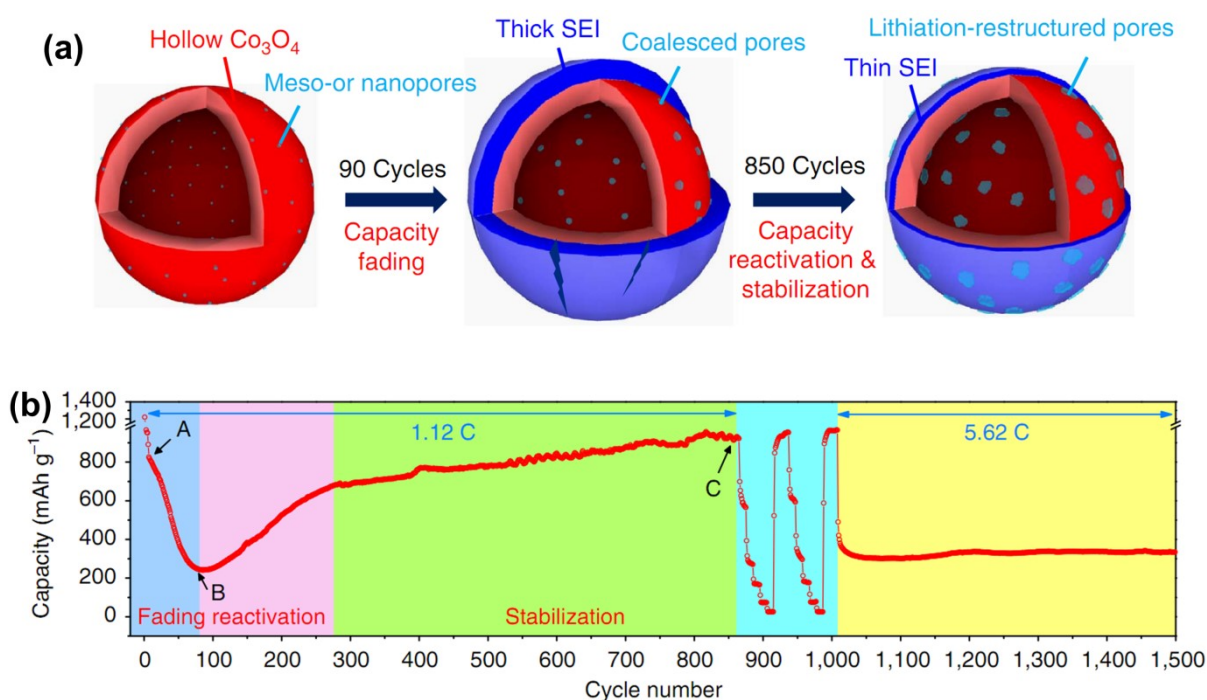 (a)
Hollow Co₃O₄
Meso-or nanopores
90 Cycles
Capacity
fading
Thick SEI
Coalesced pores
850 Cycles
Capacity
reactivation &
stabilization
Lithiation-restructured pores
Thin SEI
(b)
1,400
1,200
800
600
400
200
0
Capacity (mAh g⁻¹)
A
B
C
1.12 C
5.62 C
Fading reactivation
Stabilization
0 100 200 300 400 500 600 700 800 900 1,000 1,100 1,200 1,300 1,400 1,500
Cycle number